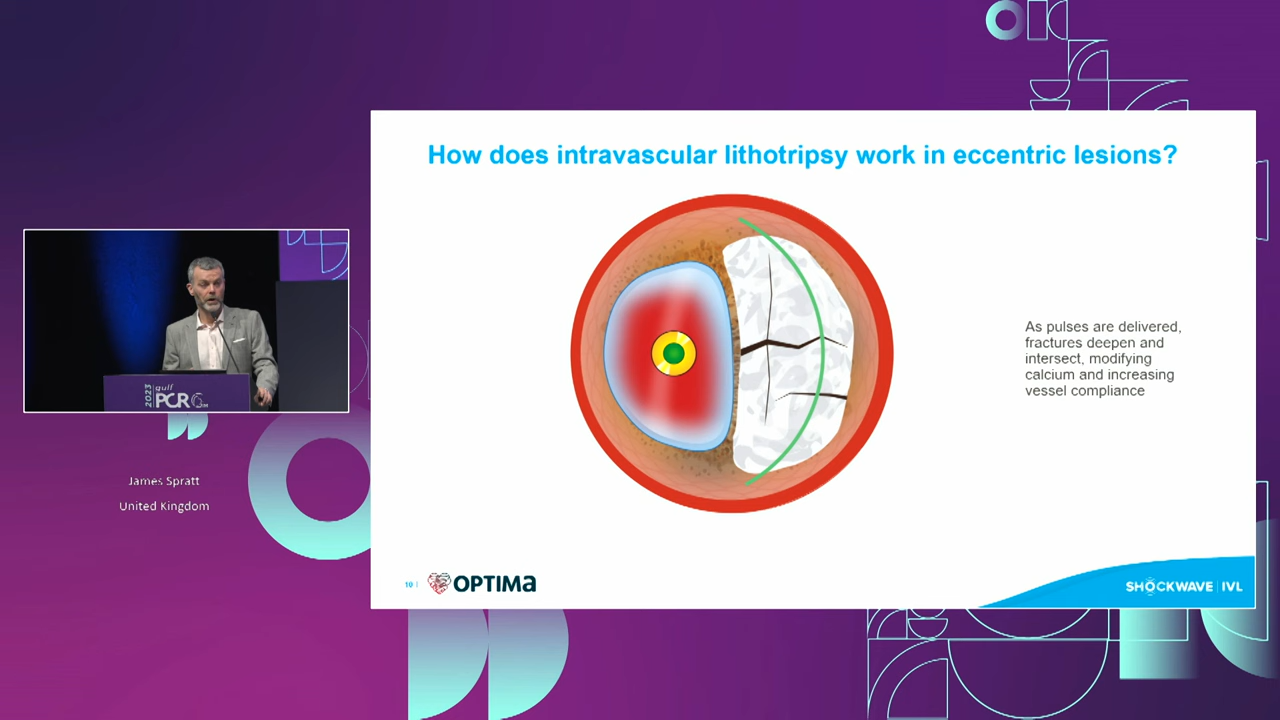 How does intravascular lithotripsy work in eccentric lesions?
As pulses are delivered,
fractures deepen and
intersect, modifying
calcium and increasing
vessel compliance
2023
gulf
PCR
James Spratt
United Kingdom
10 |
OPTIMA
SHOCKWAVE | IVL